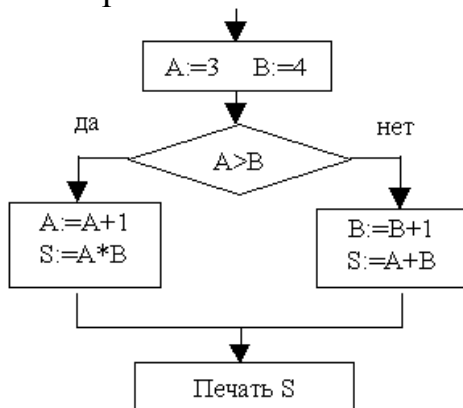 A:=3 B:=4
да
нет
A>B
A:=A+1
S:=A*B
B:=B+1
S:=A+B
Печать S